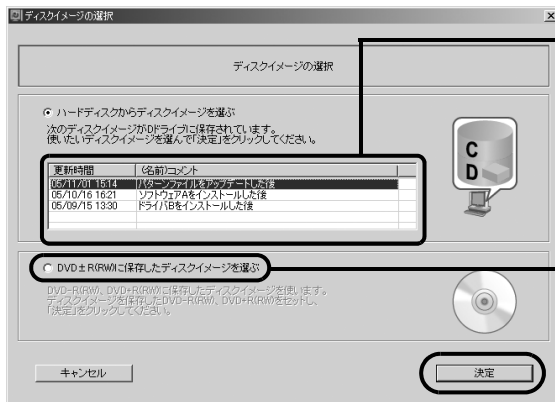 ディスクイメージの選択
ディスクイメージの選択
ハードディスクからディスクイメージを選ぶ
次のディスクイメージがDドライブに保存されています。
使いたいディスクイメージを選んで「決定」をクリックしてください。
C
D
更新時間 (名前)コメント
05/11/01 15:14 パターンファイルをアップデートした後
05/10/16 16:21 ソフトウェアAをインストールした後
05/09/15 13:30 ドライバBをインストールした後
DVD±R(RW)に保存したディスクイメージを選ぶ
DVD-R(RW)、DVD+R(RW)に保存したディスクイメージを使います。
ディスクイメージを保存したDVD-R(RW)、DVD+R(RW)をセットし、
「決定」をクリックしてください。
キャンセル
決定